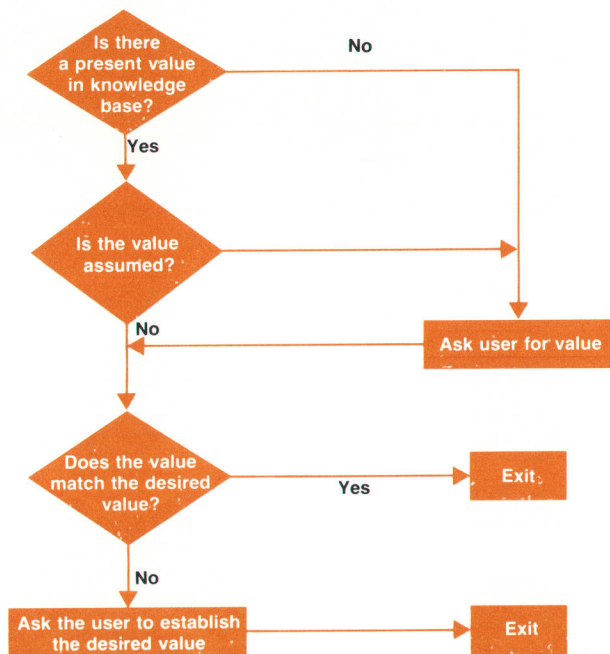 Is there
a present value
in knowledge
base?
No
Yes
Is the value
assumed?
No
Ask user for value
Does the value
match the desired
value?
Yes
Exit
No
Ask the user to establish
the desired value
Exit